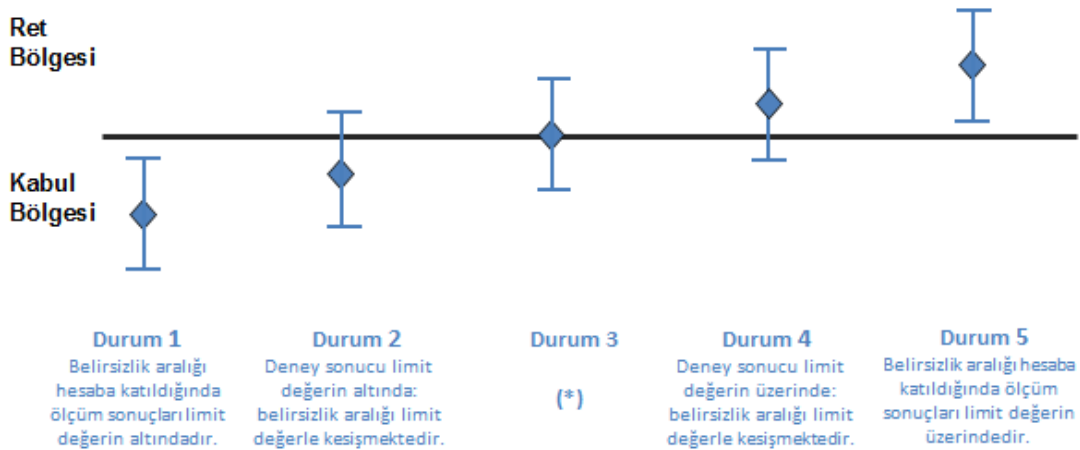 Ret
Bölgesi
Kabul
Bölgesi
Durum 1
Belirsizlik aralığı
hesaba katıldığında
ölçüm sonuçları limit
değerin altındadır.
Durum 2
Deney sonucu limit
değerin altında:
belirsizlik aralığı limit
değerle kesişmektedir.
Durum 3
(*)
Durum 4
Deney sonucu limit
değerin üzerinde:
belirsizlik aralığı limit
değerle kesişmektedir.
Durum 5
Belirsizlik aralığı hesaba
katıldığında ölçüm
sonuçları limit değerin
üzerindedir.